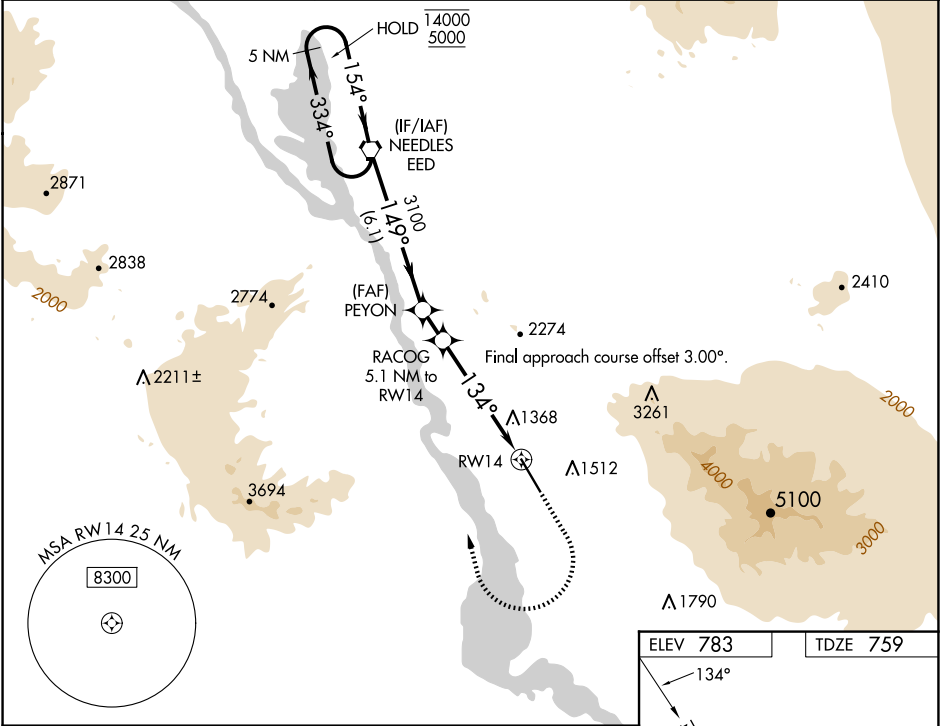 HOLD
14000
5000
5 NM
154°
334°
(IF/IAF)
NEEDLES
EED
2871
3100
149°
(6.1)
2838
2000
2774
(FAF)
PEYON
2410
2274
RACOG
5.1 NM to
RW14
Final approach course offset 3.00°.
2211±
134°
1368
3261
2000
RW14
1512
4000
3694
5100
3000
MSA RW14 25 NM
8300
1790
ELEV 783
TDZE 759
134°